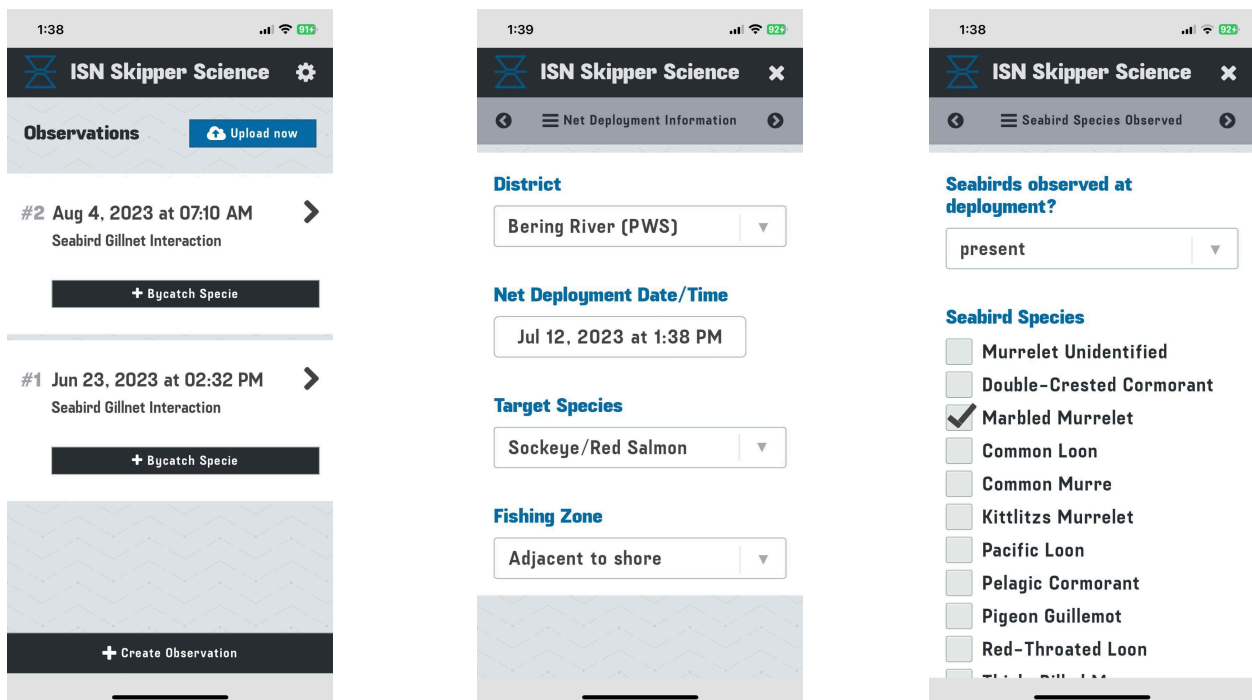 1:38
91
ISN Skipper Science
Observations
Upload now
#2 Aug 4, 2023 at 07:10 AM
Seabird Gillnet Interaction
+ Bycatch Specie
#1 Jun 23, 2023 at 02:32 PM
Seabird Gillnet Interaction
+ Bycatch Specie
+ Create Observation
1:39
92
ISN Skipper Science
Net Deployment Information
District
Bering River (PWS)
Net Deployment Date/Time
Jul 12, 2023 at 1:38 PM
Target Species
Sockeye/Red Salmon
Fishing Zone
Adjacent to shore
1:38
92
ISN Skipper Science
Seabird Species Observed
Seabirds observed at
deployment?
present
Seabird Species
Murrelet Unidentified
Double-Crested Cormorant
Marbled Murrelet
Common Loon
Common Murre
Kittlitzs Murrelet
Pacific Loon
Pelagic Cormorant
Pigeon Guillemot
Red-Throated Loon